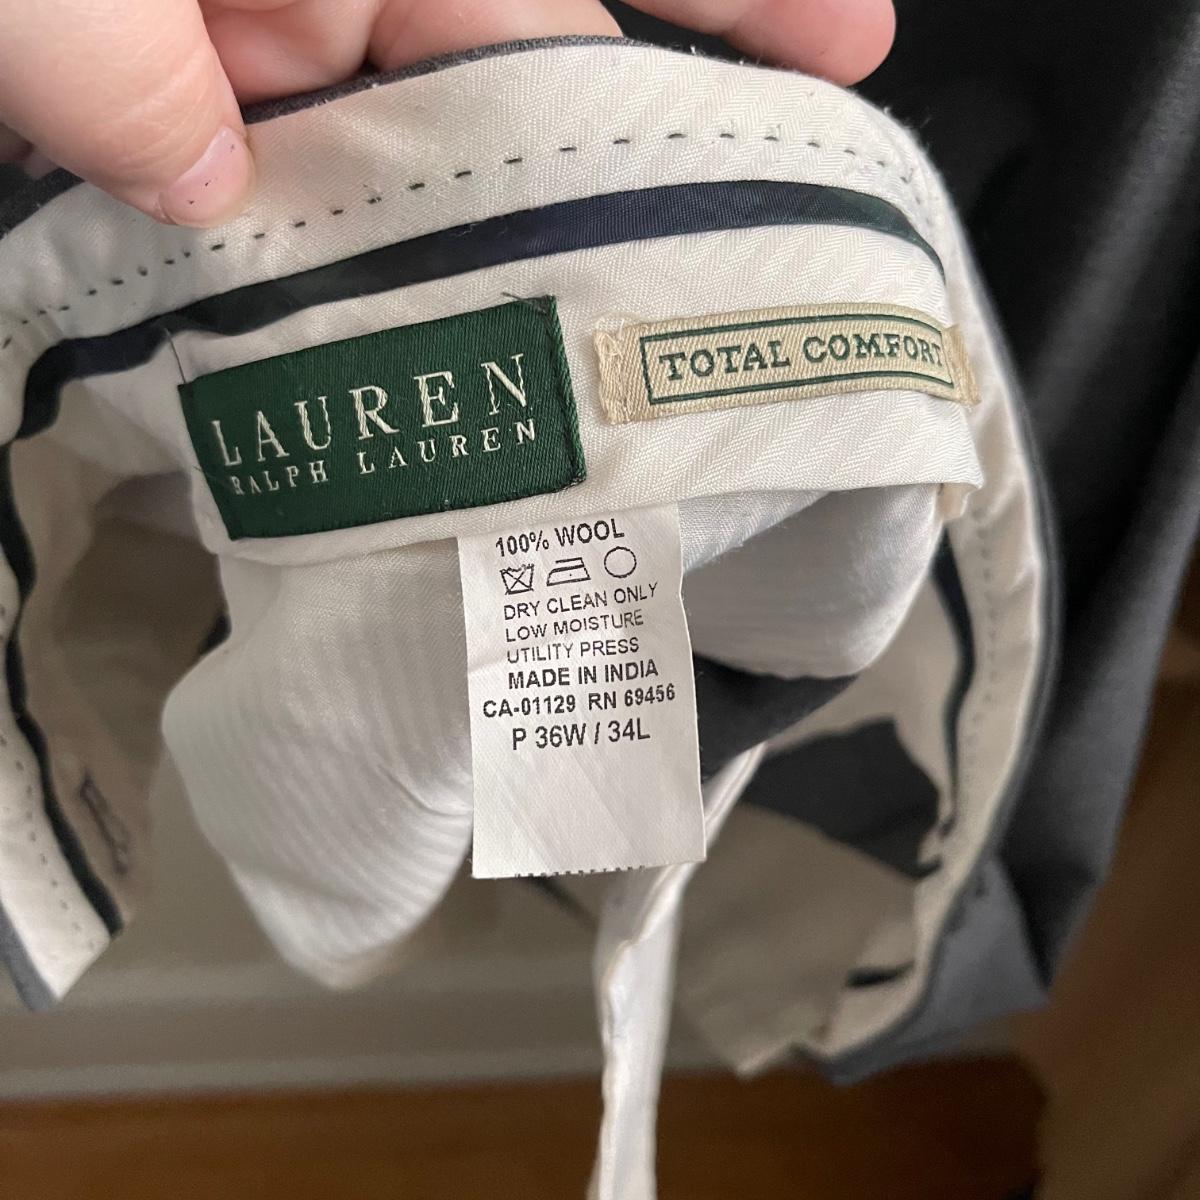 LAUREN
RALPH LAUREN
TOTAL COMFORT
100% WOOL
DRY CLEAN ONLY
LOW MOISTURE
UTILITY PRESS
MADE IN INDIA
CA-01129 RN 69456
P 36W / 34L